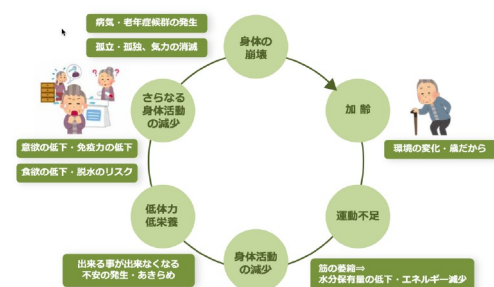 病気・老年症候群の発生
孤立・孤独、気力の消滅
身体の
崩壊
加 齢
環境の変化・歳だから
運動不足
筋の萎縮⇒
水分保有量の低下・エネルギー減少
身体活動
の減少
出来る事が出来なくなる
不安の発生・あきらめ
低体力
低栄養
食欲の低下・脱水のリスク
意欲の低下・免疫力の低下
さらなる
身体活動
の減少